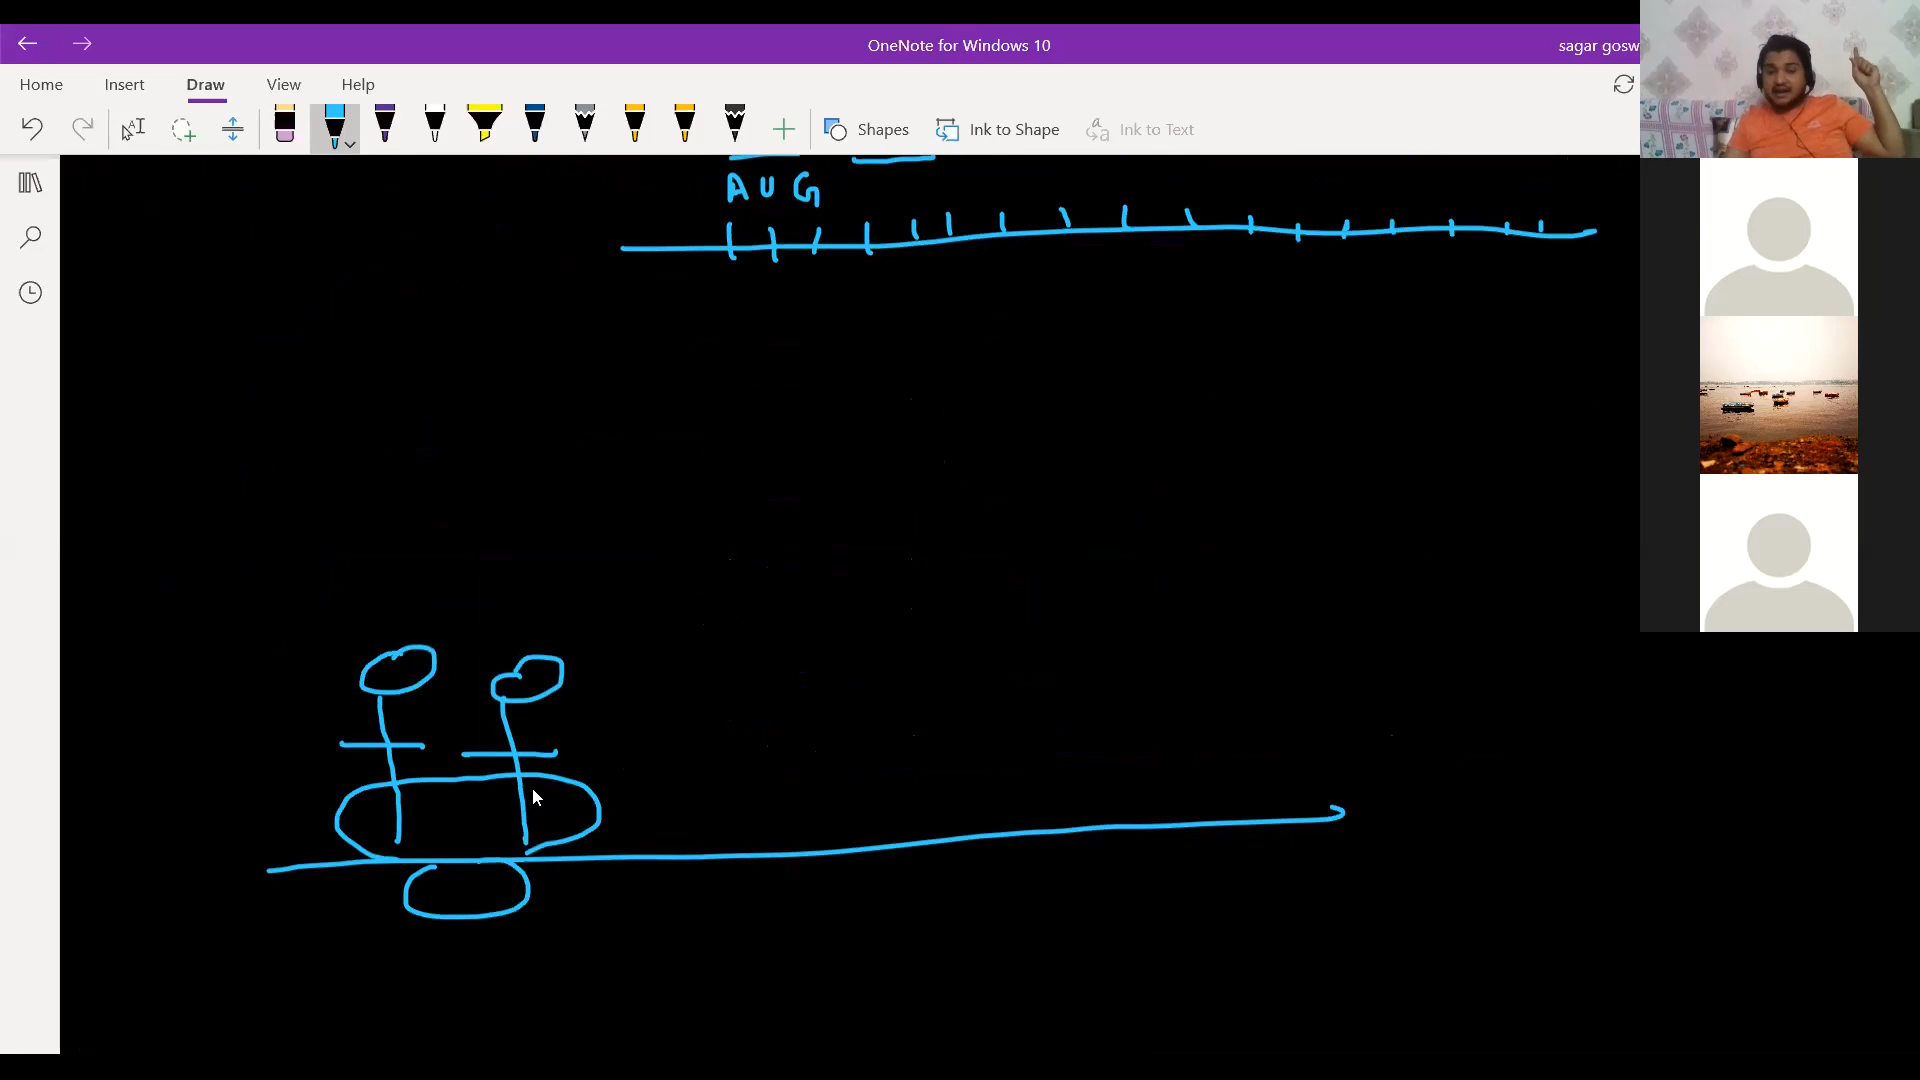 OneNote for Windows 10
sagar gosw
Home Insert Draw View Help
Shapes Ink to Shape Ink to Text
AUG